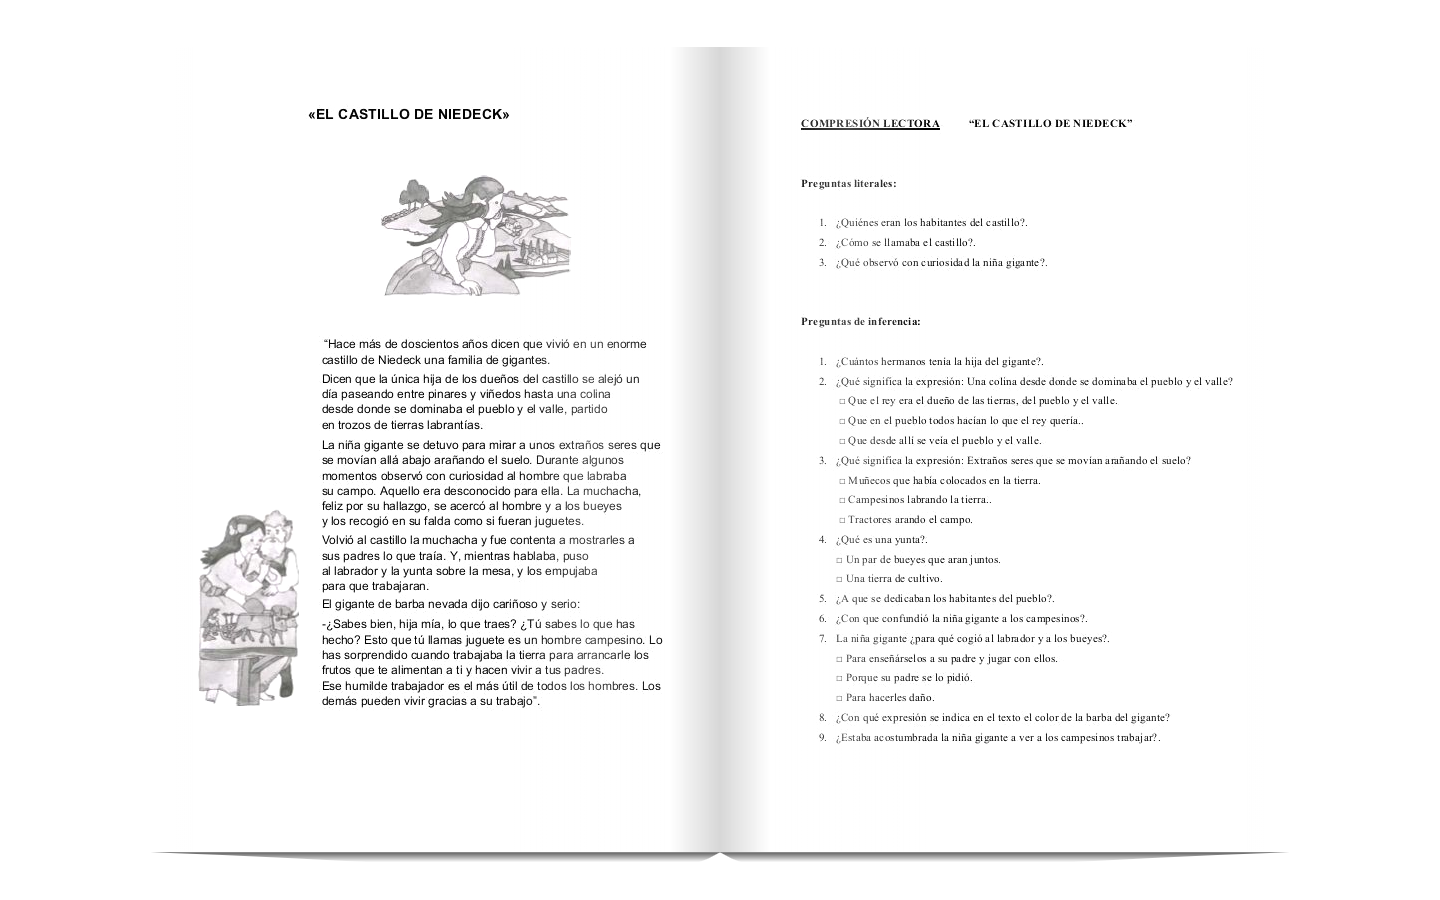 «EL CASTILLO DE NIEDECK»
“Hace más de doscientos años dicen que vivió en un enorme
castillo de Niedeck una familia de gigantes.
Dicen que la única hija de los dueños del castillo se alejó un
día paseando entre pinares y viñedos hasta una colina
desde donde se dominaba el pueblo y el valle, partido
en trozos de tierras labrantías.
La niña gigante se detuvo para mirar a unos extraños seres que
se movían allá abajo arañando el suelo. Durante algunos
momentos observó con curiosidad al hombre que labraba
su campo. Aquello era desconocido para ella. La muchacha,
feliz por su hallazgo, se acercó al hombre y a los bueyes
y los recogió en su falda como si fueran juguetes.
Volvió al castillo la muchacha y fue contenta a mostrarles a
sus padres lo que traía. Y, mientras hablaba, puso
al labrador y la yunta sobre la mesa, y los empujaba
para que trabajaran.
El gigante de barba nevada dijo cariñoso y serio:
-¿Sabes bien, hija mía, lo que traes? ¿Tú sabes lo que has
hecho? Esto que tú llamas juguete es un hombre campesino. Lo
has sorprendido cuando trabajaba la tierra para arrancarle los
frutos que te alimentan a ti y hacen vivir a tus padres.
Ese humilde trabajador es el más útil de todos los hombres. Los
demás pueden vivir gracias a su trabajo”.
COMPRESIÓN LECTORA “EL CASTILLO DE NIEDECK”
Preguntas literales:
1. ¿Quiénes eran los habitantes del castillo?.
2. ¿Cómo se llamaba el castillo?.
3. ¿Qué observó con curiosidad la niña gigante?.
Preguntas de inferencia:
1. ¿Cuántos hermanos tenía la hija del gigante?.
2. ¿Qué significa la expresión: Una colina desde donde se dominaba el pueblo y el valle?
□ Que el rey era el dueño de las tierras, del pueblo y el valle.
□ Que en el pueblo todos hacían lo que el rey quería..
□ Que desde allí se veía el pueblo y el valle.
3. ¿Qué significa la expresión: Extraños seres que se movían arañando el suelo?
□ Muñecos que había colocados en la tierra.
□ Campesinos labrando la tierra..
□ Tractores arando el campo.
4. ¿Qué es una yunta?.
□ Un par de bueyes que aran juntos.
□ Una tierra de cultivo.
5. ¿A que se dedicaban los habitantes del pueblo?.
6. ¿Con que confundió la niña gigante a los campesinos?.
7. La niña gigante ¿para qué cogió al labrador y a los bueyes?.
□ Para enseñárselos a su padre y jugar con ellos.
□ Porque su padre se lo pidió.
□ Para hacerles daño.
8. ¿Con qué expresión se indica en el texto el color de la barba del gigante?
9. ¿Estaba acostumbrada la niña gigante a ver a los campesinos trabajar?.